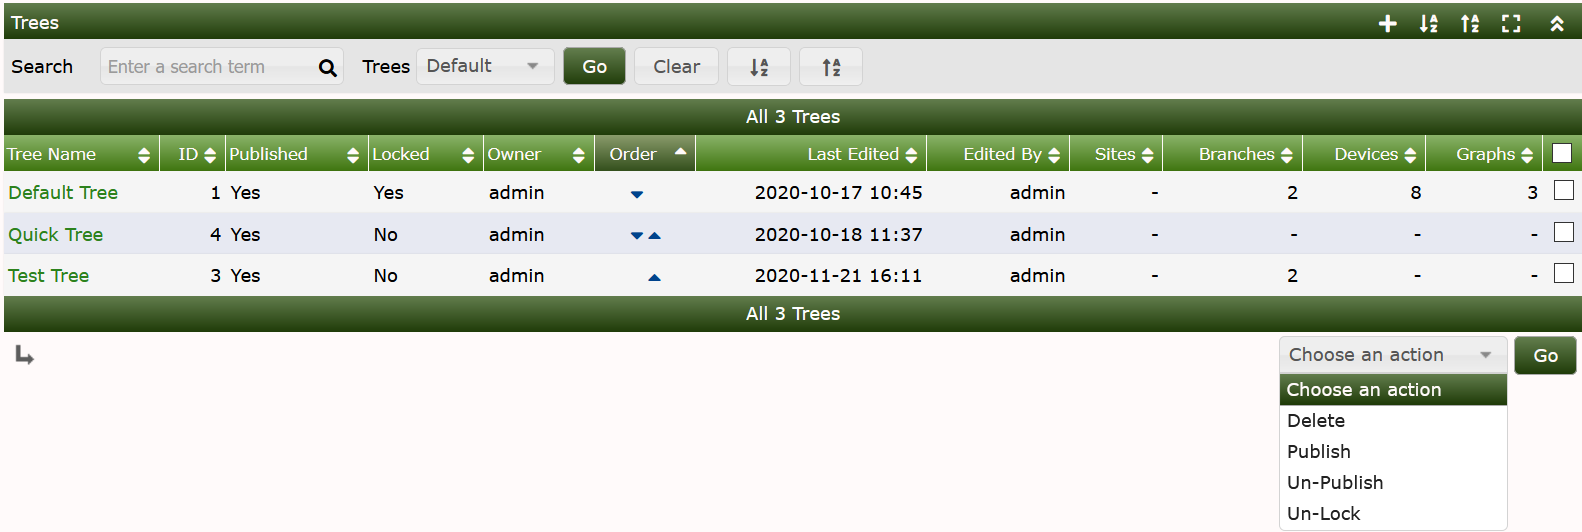 Trees
Search Enter a search term Trees Default Go Clear
All 3 Trees
Tree Name ID Published Locked Owner Order Last Edited Edited By Sites Branches Devices Graphs
Default Tree 1 Yes Yes admin 2020-10-17 10:45 admin - 2 8 3
Quick Tree 4 Yes No admin 2020-10-18 11:37 admin - - - -
Test Tree 3 Yes No admin 2020-11-21 16:11 admin - 2 - -
All 3 Trees
Choose an action Go
Choose an action
Delete
Publish
Un-Publish
Un-Lock